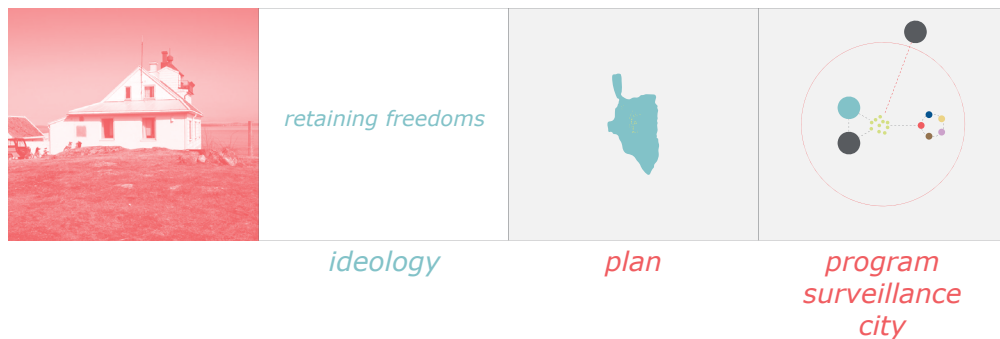 retaining freedoms
ideology
plan
program
surveillance
city